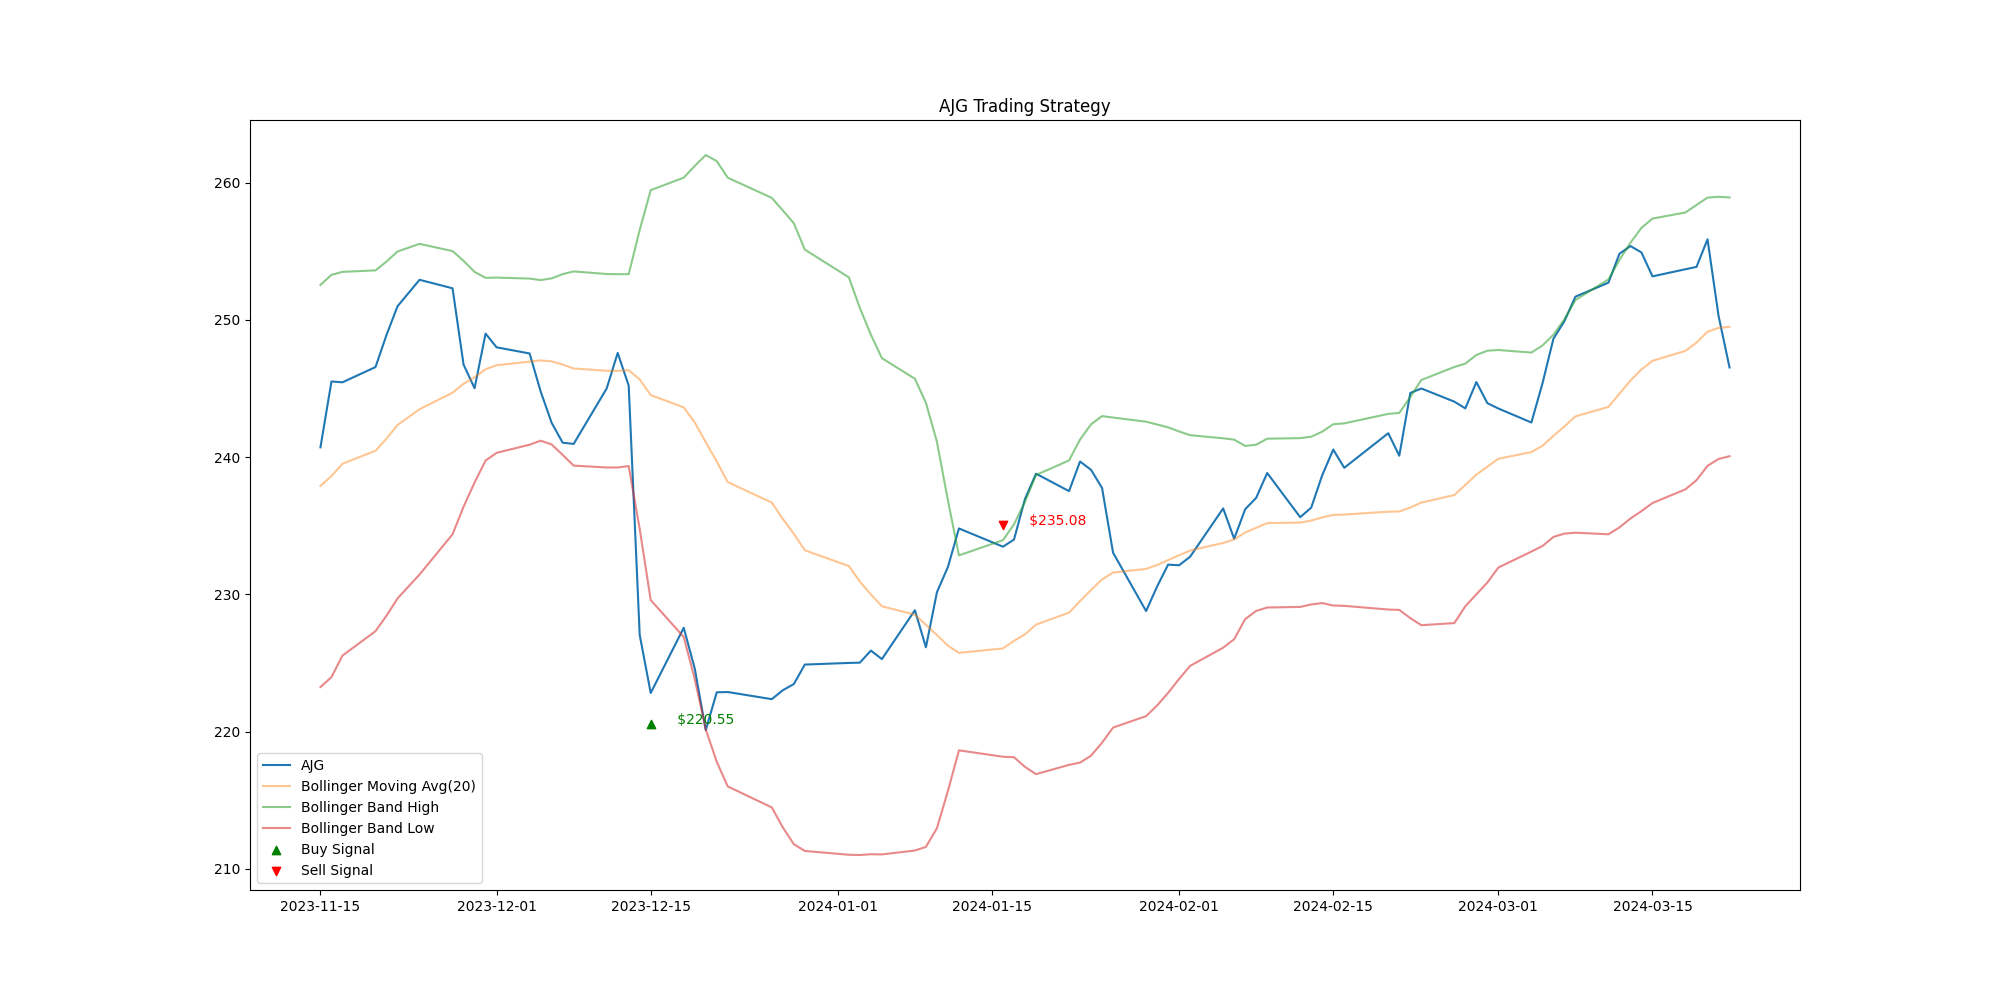 AJG Trading Strategy
260
250
240
230
220
210
$235.08
$220.55
AJG
Bollinger Moving Avg(20)
Bollinger Band High
Bollinger Band Low
Buy Signal
Sell Signal
2023-11-15 2023-12-01 2023-12-15 2024-01-01 2024-01-15 2024-02-01 2024-02-15 2024-03-01 2024-03-15